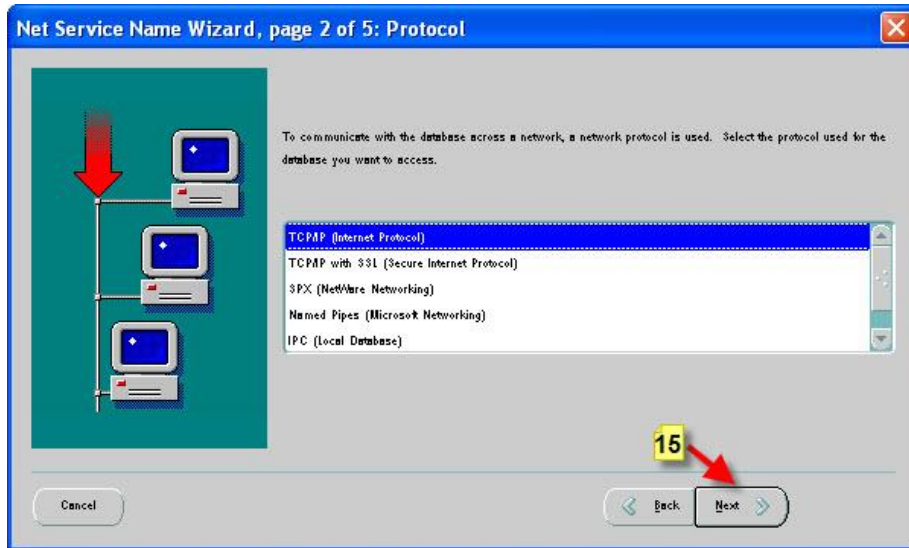 Net Service Name Wizard, page 2 of 5: Protocol
To communicate with the database across a network, a network protocol is used. Select the protocol used for the
database you want to access.
TCP/IP (Internet Protocol)
TCP/IP with SSL (Secure Internet Protocol)
SPX (NetWare Networking)
Named Pipes (Microsoft Networking)
IPC (Local Database)
15
Cancel
Back
Next